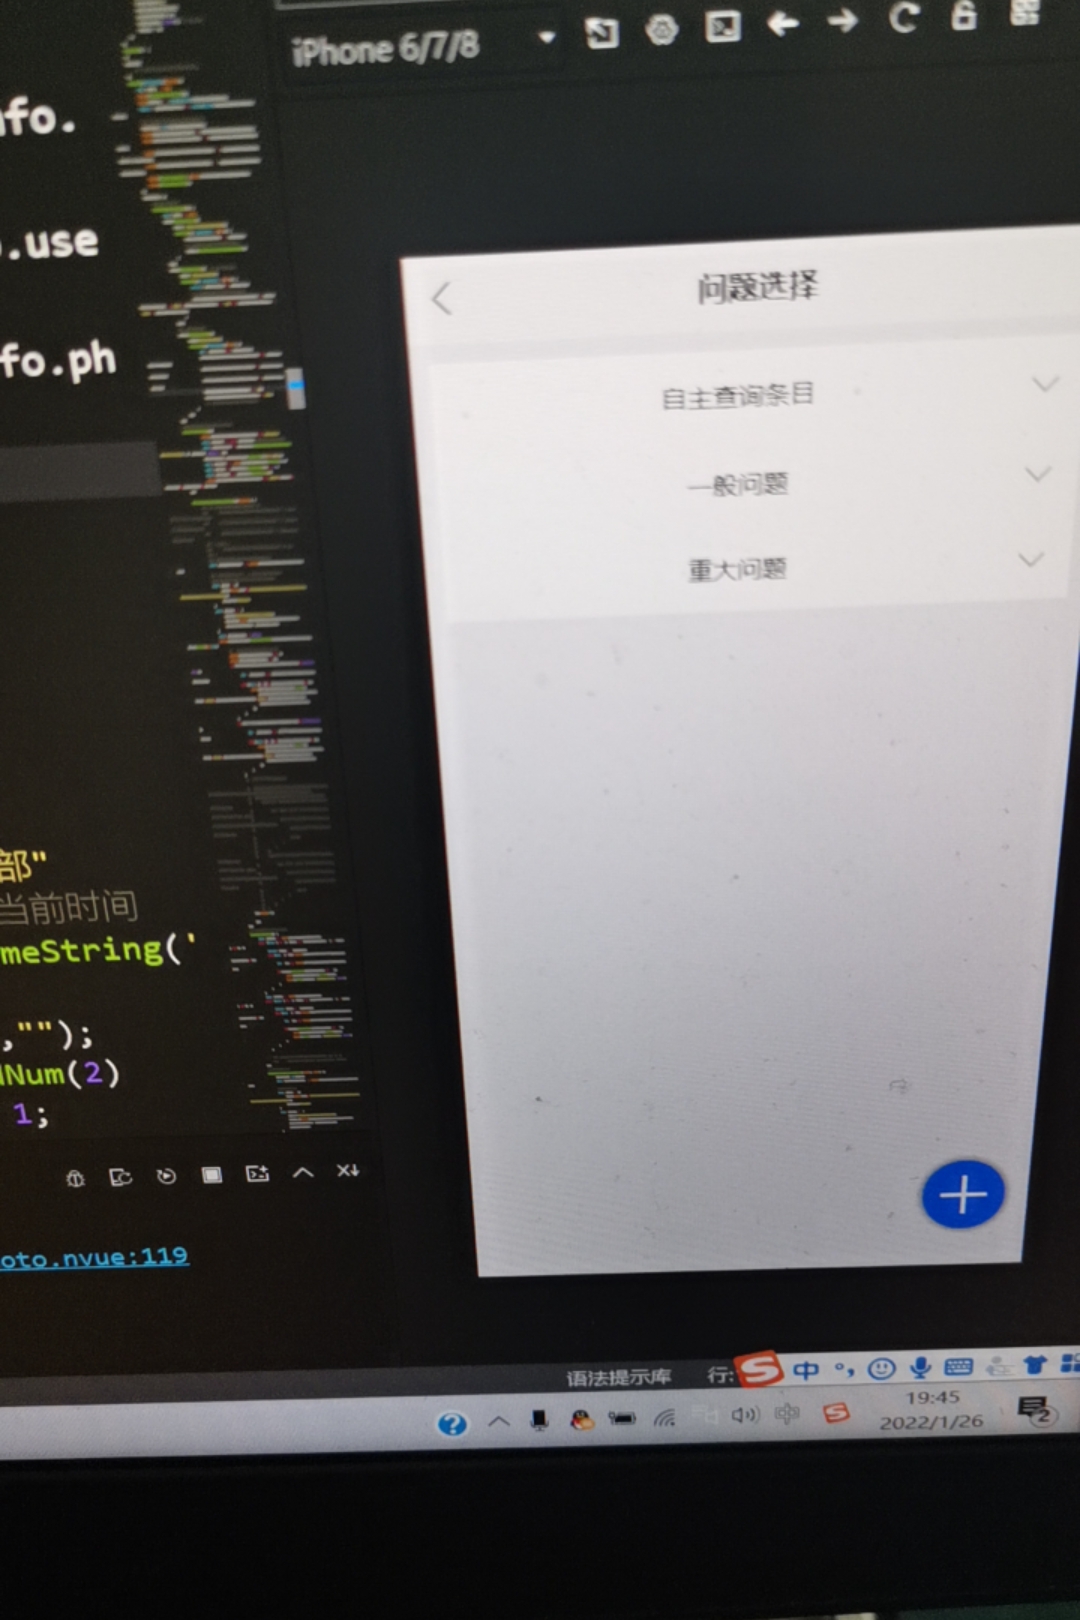 iPhone 6/7/8
nfo.
.use
fo.ph
问题选择
自主查询条目
一般问题
重大问题
部"
当前时间
meString('
,"");
dNum(2)
1;
oto.nvue:119
语法提示库
行:
中
19:45
2022/1/26
中
2